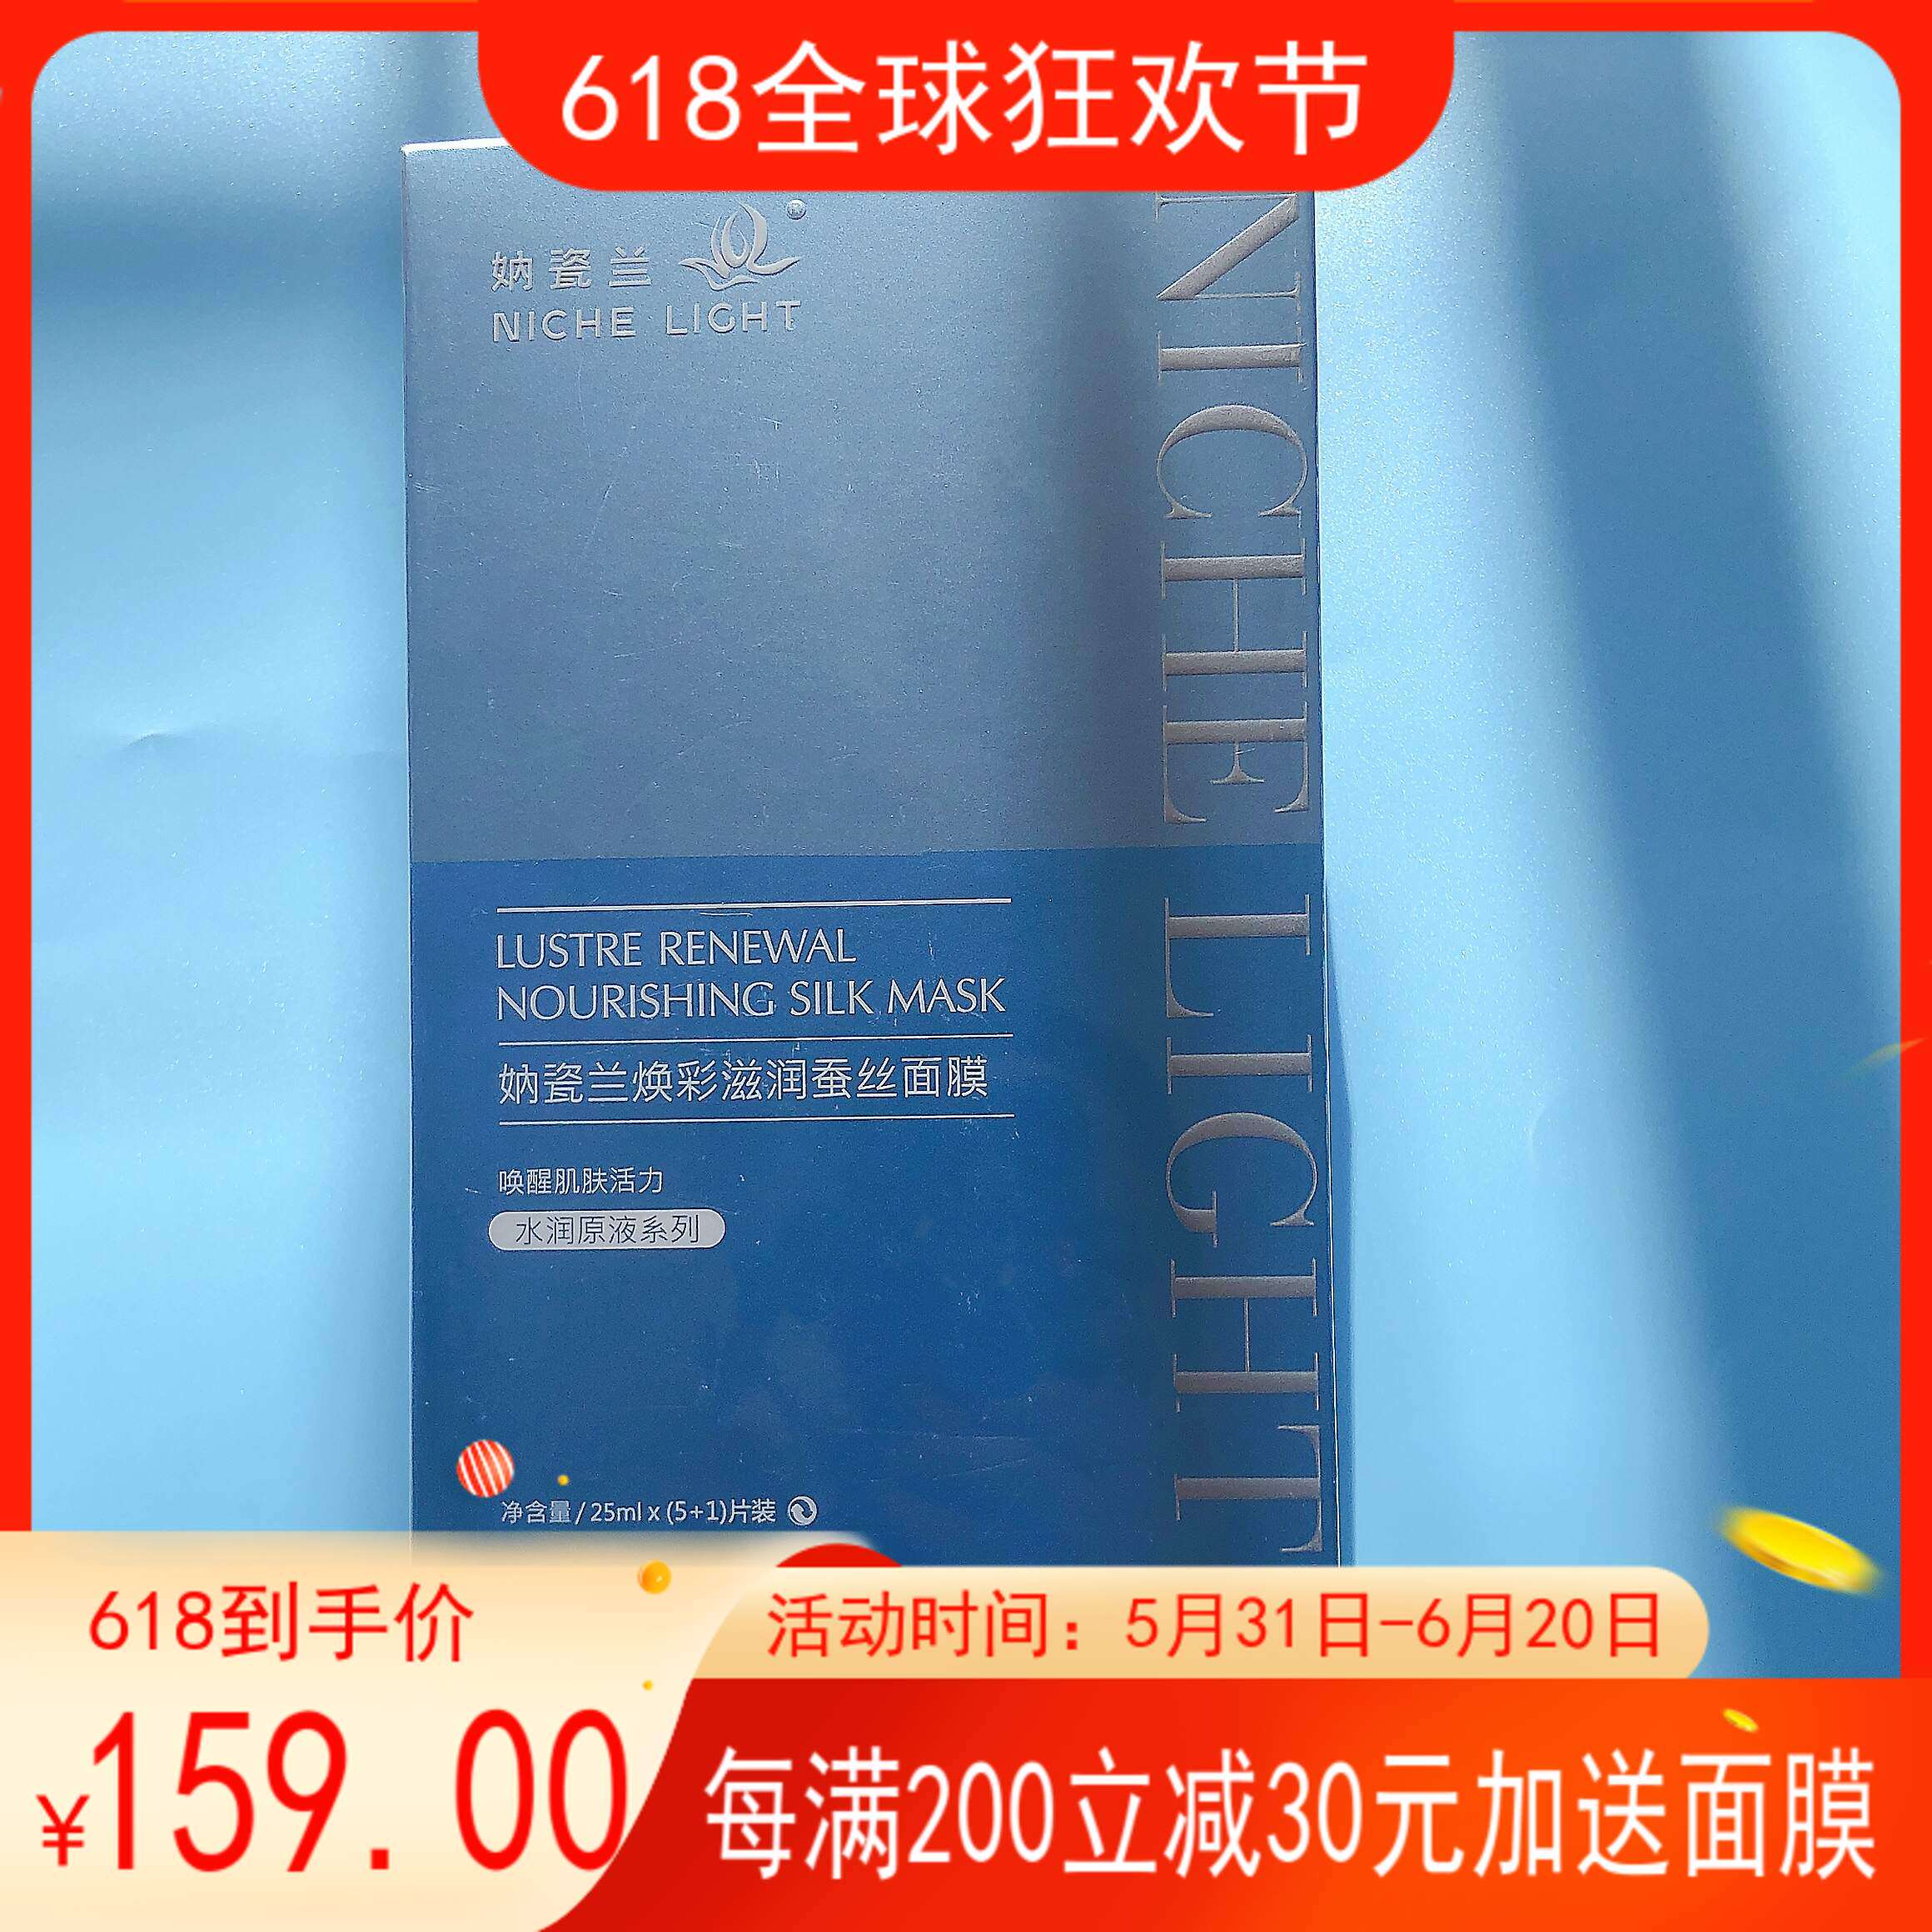 618全球狂欢节
妠瓷兰 ®
NICHE LIGHT
NICHE LIGHT
LUSTRE RENEWAL
NOURISHING SILK MASK
妠瓷兰焕彩滋润蚕丝面膜
唤醒肌肤活力
水润原液系列
净含量/25ml x (5+1)片装
618到手价
¥159.00
活动时间：5月31日-6月20日
每满200立减30元加送面膜